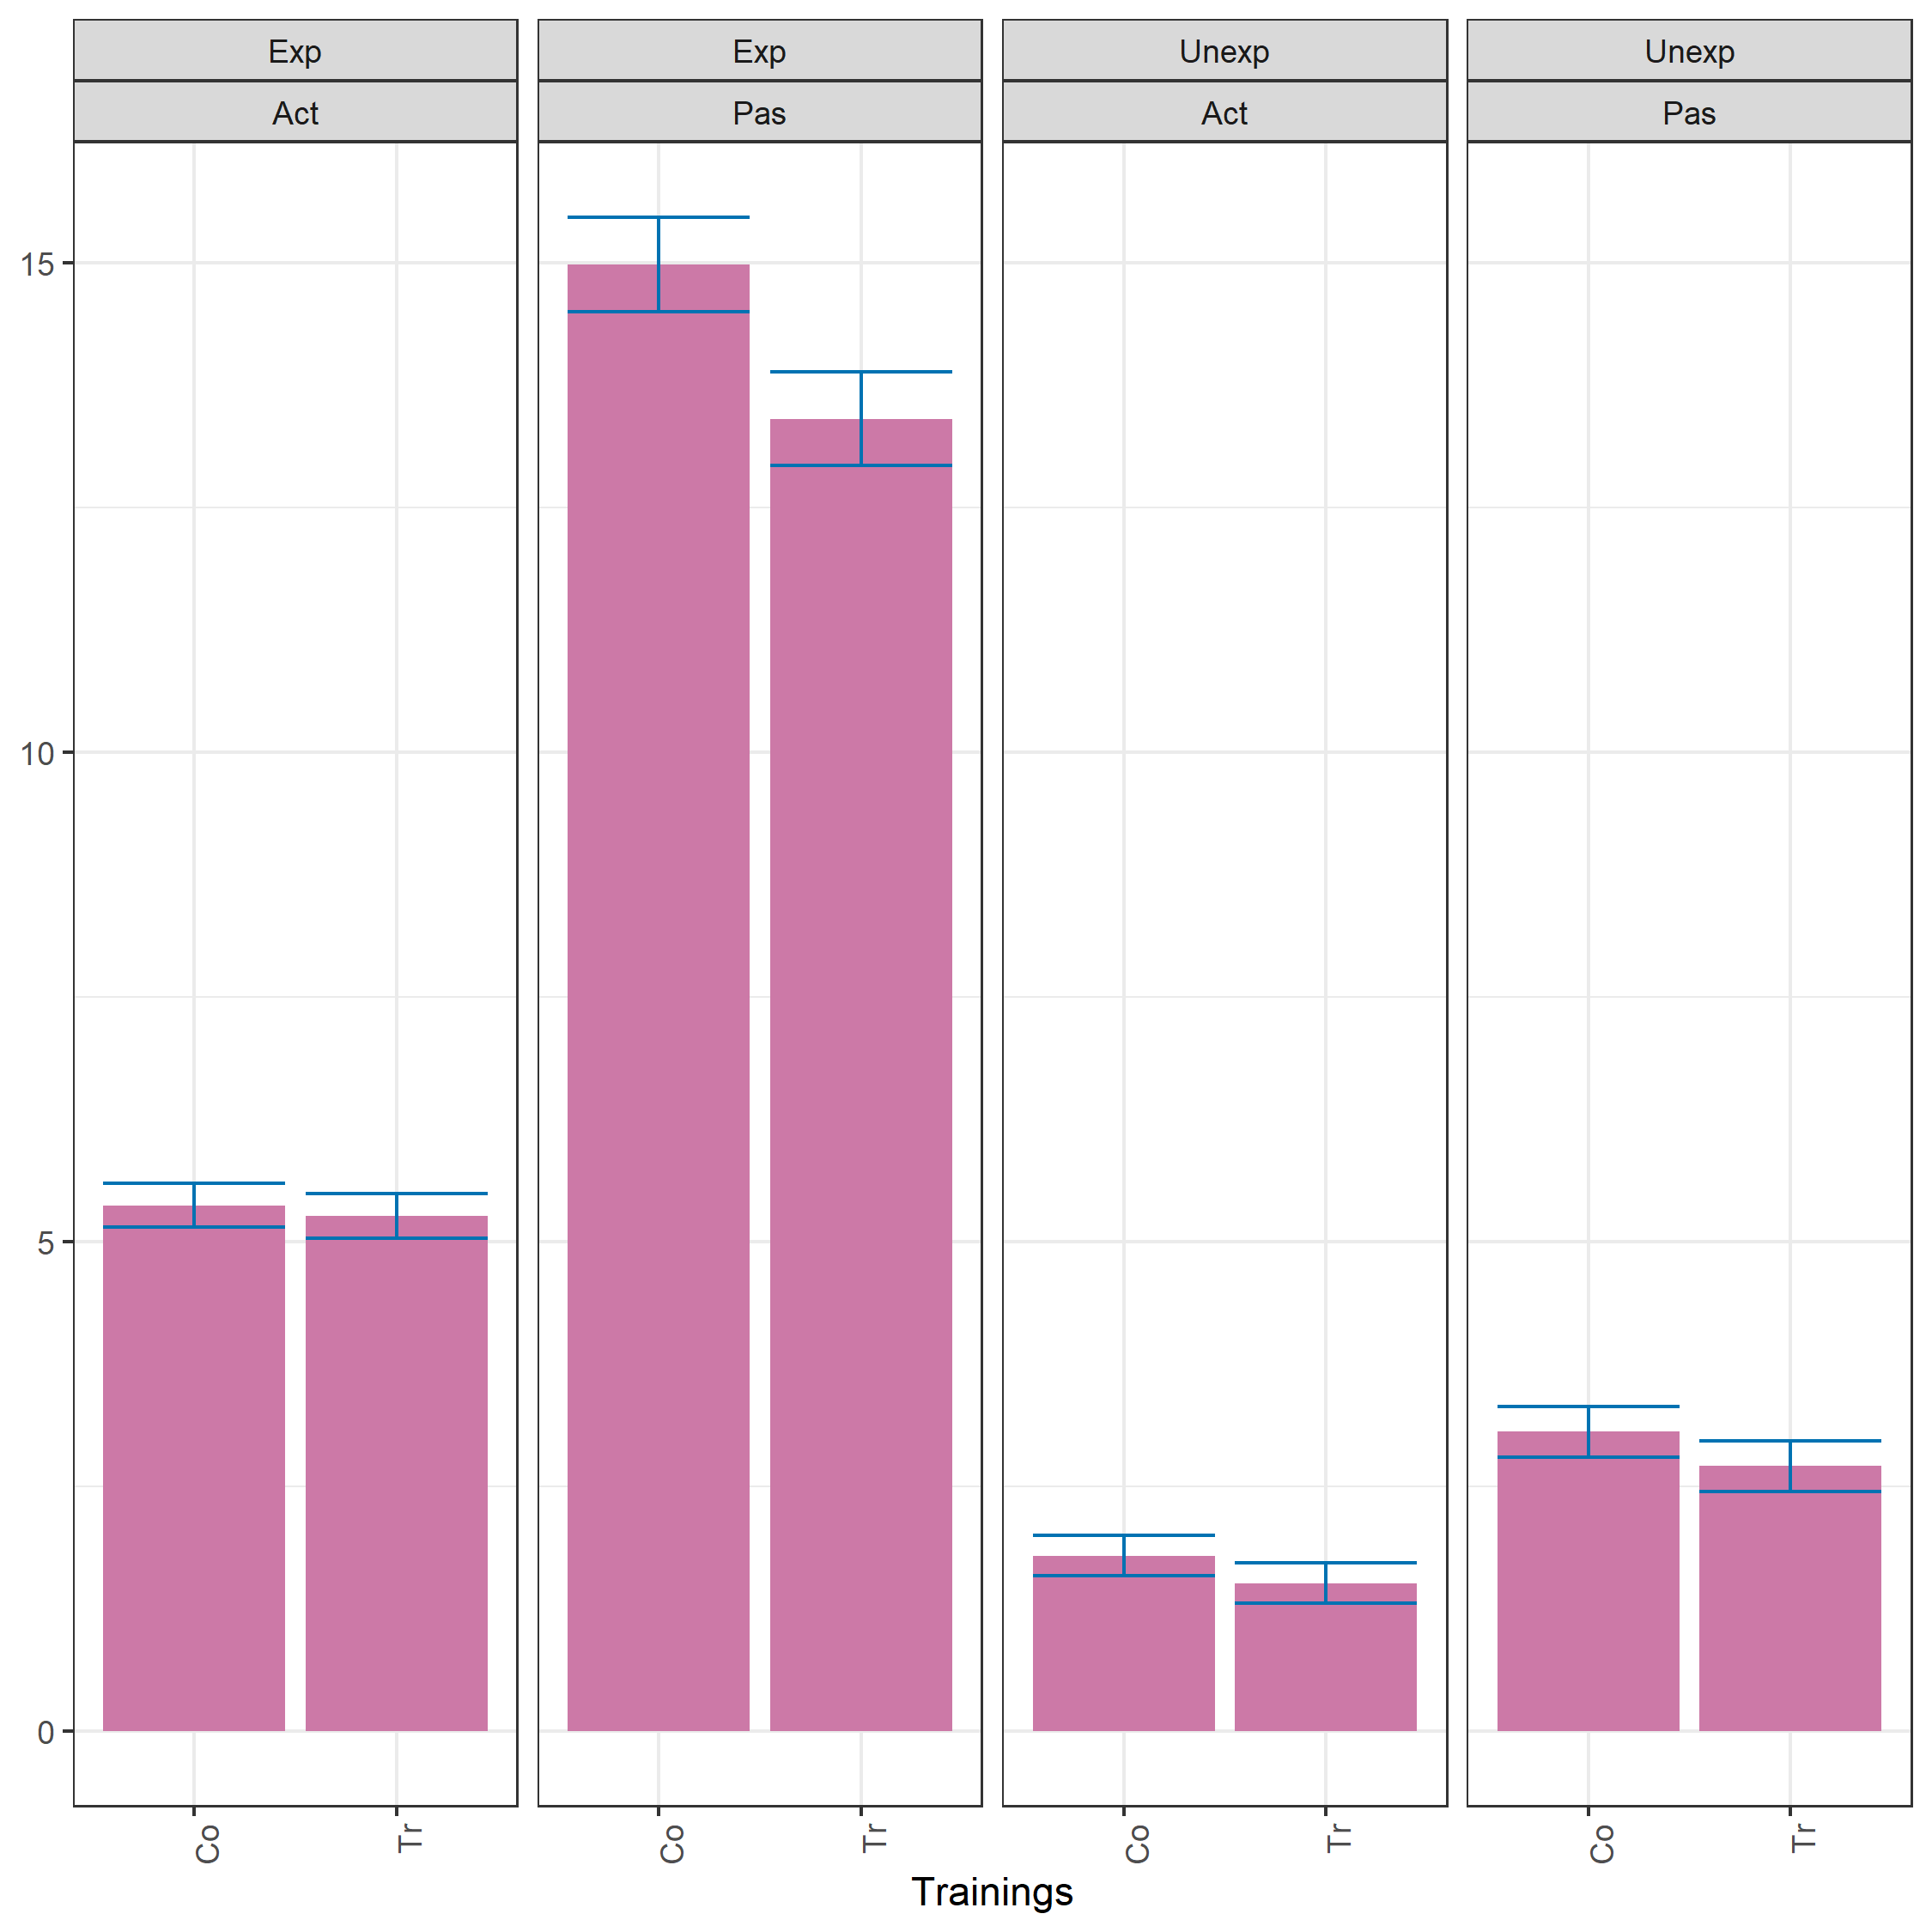 Exp Exp Unexp Unexp
Act Pas Act Pas
15
10
5
0
Co Tr Co Tr Co Tr Co Tr
Trainings